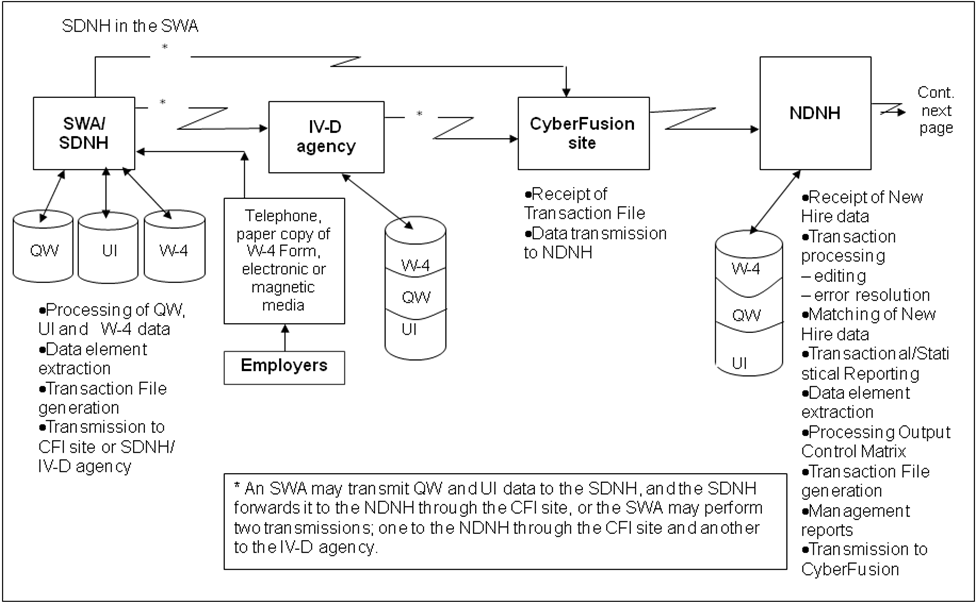 SDNH in the SWA
*
SWA/
SDNH
*
IV-D
agency
*
CyberFusion
site
NDNH
Cont.
next
page
QW
UI
W-4
●Processing of QW,
UI and W-4 data
●Data element
extraction
●Transaction File
generation
●Transmission to
CFI site or SDNH/
IV-D agency
Telephone,
paper copy of
W-4 Form,
electronic or
magnetic
media
Employers
W-4
QW
UI
●Receipt of
Transaction File
●Data transmission
to NDNH
W-4
QW
UI
●Receipt of New
Hire data
●Transaction
processing
– editing
– error resolution
●Matching of New
Hire data
●Transactional/Stati
stical Reporting
●Data element
extraction
●Processing Output
Control Matrix
●Transaction File
generation
●Management
reports
●Transmission to
CyberFusion
* An SWA may transmit QW and UI data to the SDNH, and the SDNH
forwards it to the NDNH through the CFI site, or the SWA may perform
two transmissions; one to the NDNH through the CFI site and another
to the IV-D agency.